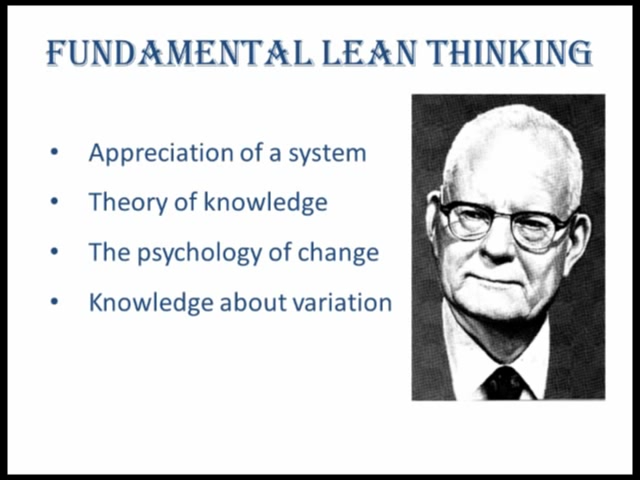 FUNDAMENTAL LEAN THINKING
• Appreciation of a system
• Theory of knowledge
• The psychology of change
• Knowledge about variation